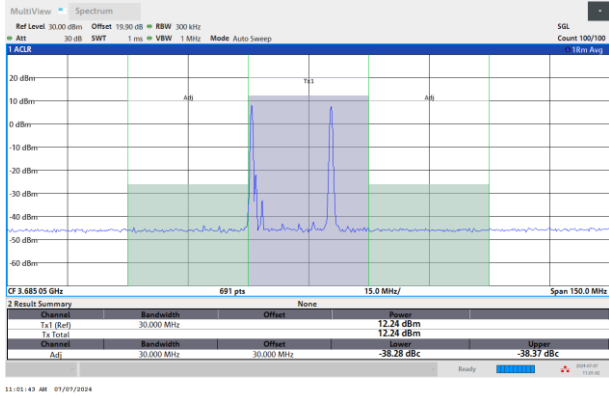 MultiView Spectrum
Ref Level 30.00 dBm Offset 19.90 dB RBW 300 kHz SGL
Att 30 dB SWT 1 ms VBW 1 MHz Mode Auto Sweep Count 100/100
1 ACLR 1Rm Avg
20 dBm
Tx1
10 dBm Adj Adj
0 dBm
-10 dBm
-20 dBm
-30 dBm
-40 dBm
-50 dBm
-60 dBm
CF 3.685 05 GHz 691 pts 15.0 MHz/ Span 150.0 MHz
2 Result Summary None
Channel Bandwidth Offset Power
Tx1 (Ref) 30.000 MHz 12.24 dBm
Tx Total 12.24 dBm
Channel Bandwidth Offset Lower Upper
Adj 30.000 MHz 30.000 MHz -38.28 dBc -38.37 dBc
Ready 2024-07-07
11:01:02
11:01:43 AM 07/07/2024